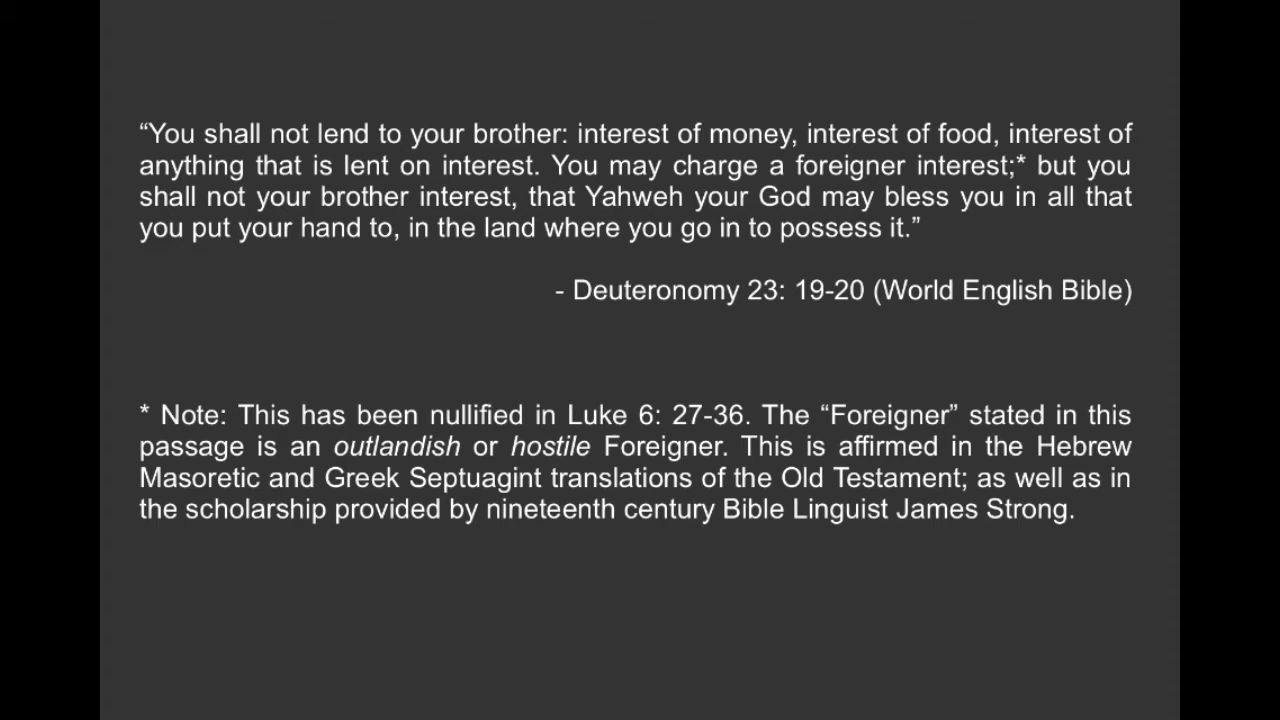 “You shall not lend to your brother: interest of money, interest of food, interest of
anything that is lent on interest. You may charge a foreigner interest;* but you
shall not your brother interest, that Yahweh your God may bless you in all that
you put your hand to, in the land where you go in to possess it.”
- Deuteronomy 23: 19-20 (World English Bible)
* Note: This has been nullified in Luke 6: 27-36. The “Foreigner” stated in this
passage is an outlandish or hostile Foreigner. This is affirmed in the Hebrew
Masoretic and Greek Septuagint translations of the Old Testament; as well as in
the scholarship provided by nineteenth century Bible Linguist James Strong.